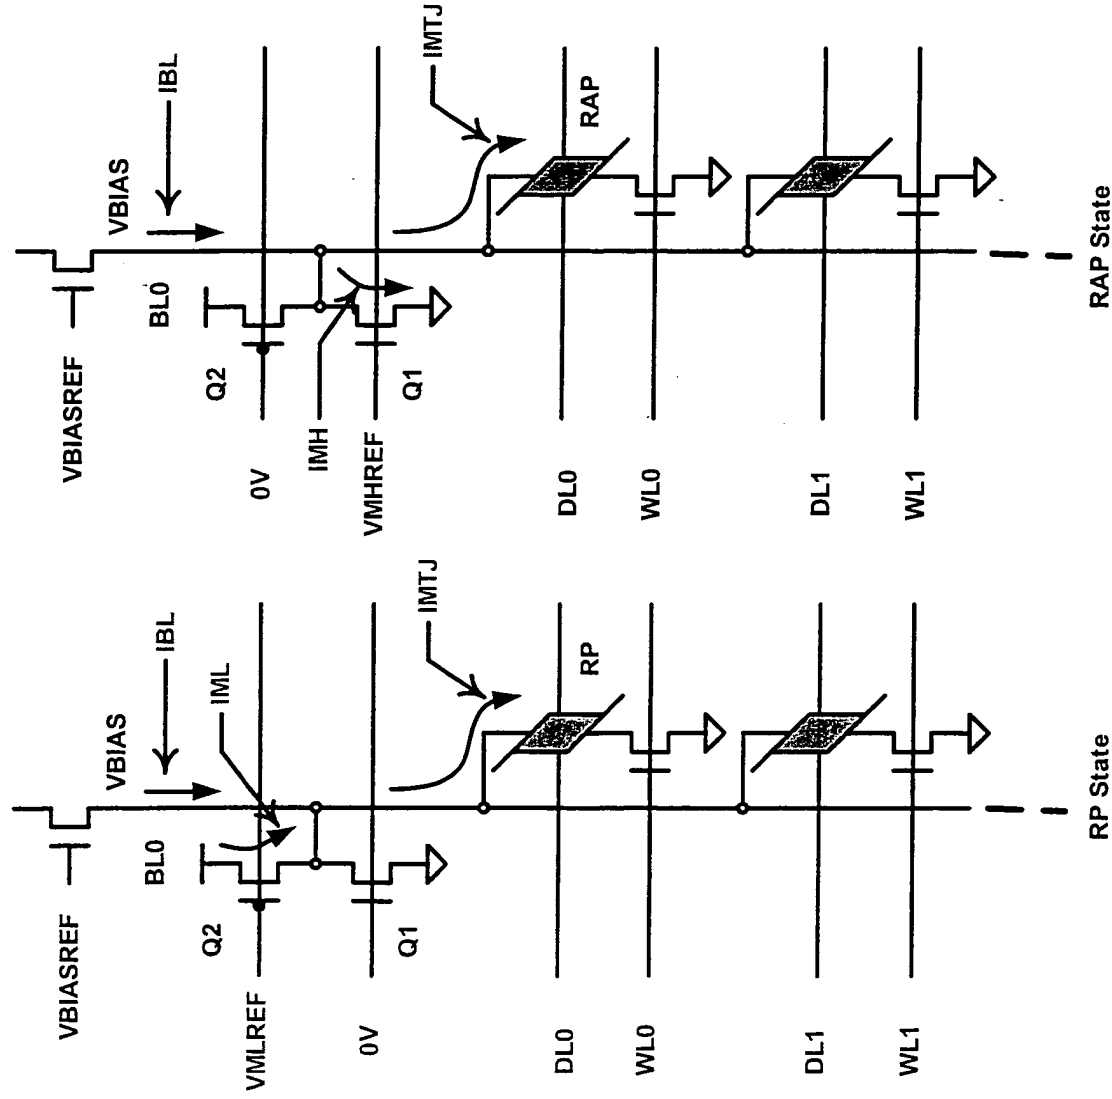 VBIASREF
BL0
VBIAS
IBL
IML
Q2
VMLREF
0V
Q1
IMTJ
DL0
RP
WL0
DL1
WL1
RP State
VBIASREF
BL0
VBIAS
IBL
Q2
0V
IMH
VMHREF
Q1
IMTJ
DL0
RAP
WL0
DL1
WL1
RAP State